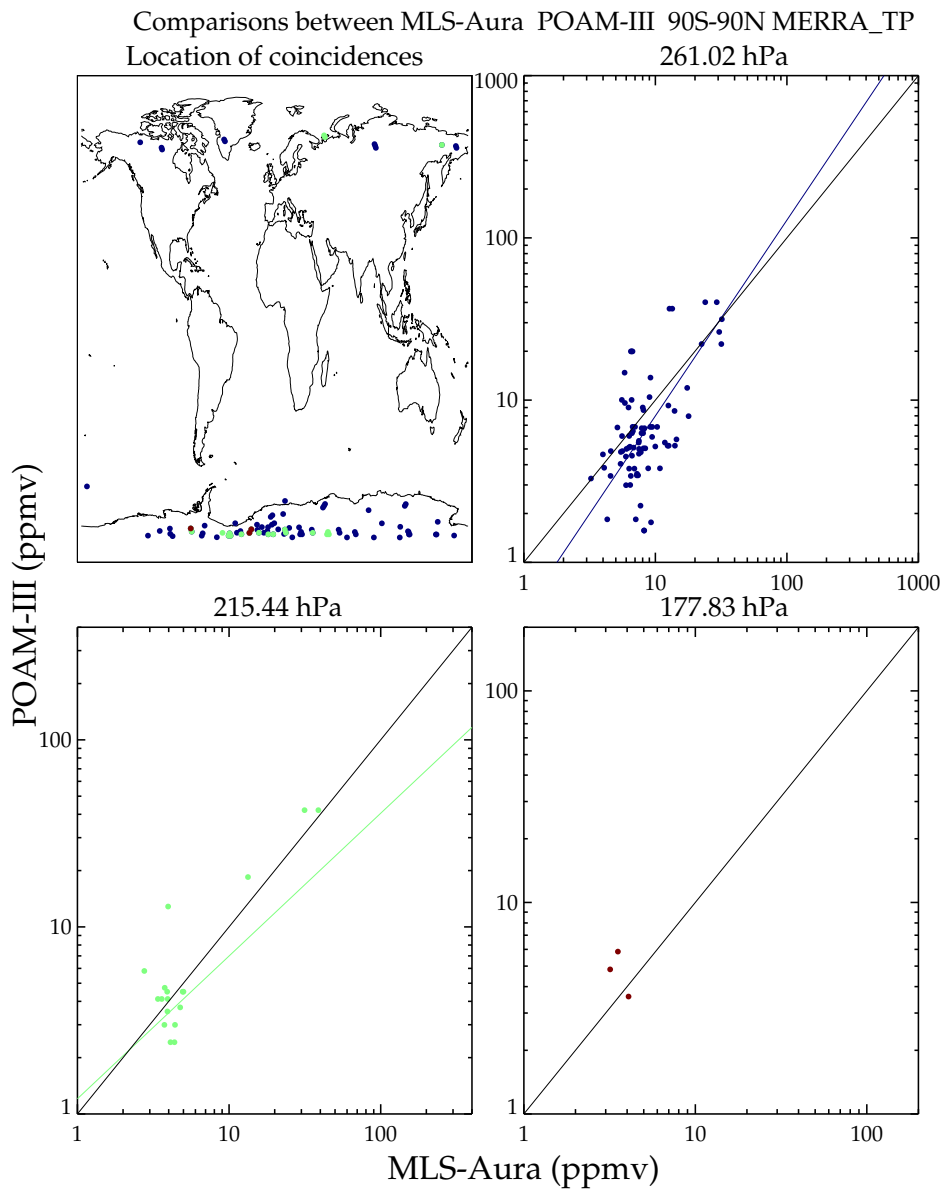 Comparisons between MLS-Aura POAM-III 90S-90N MERRA_TP
Location of coincidences
261.02 hPa
1000
100
10
1
1 10 100 1000
215.44 hPa
177.83 hPa
POAM-III (ppmv)
100
10
1
1 10 100
100
10
1
1 10 100
MLS-Aura (ppmv)